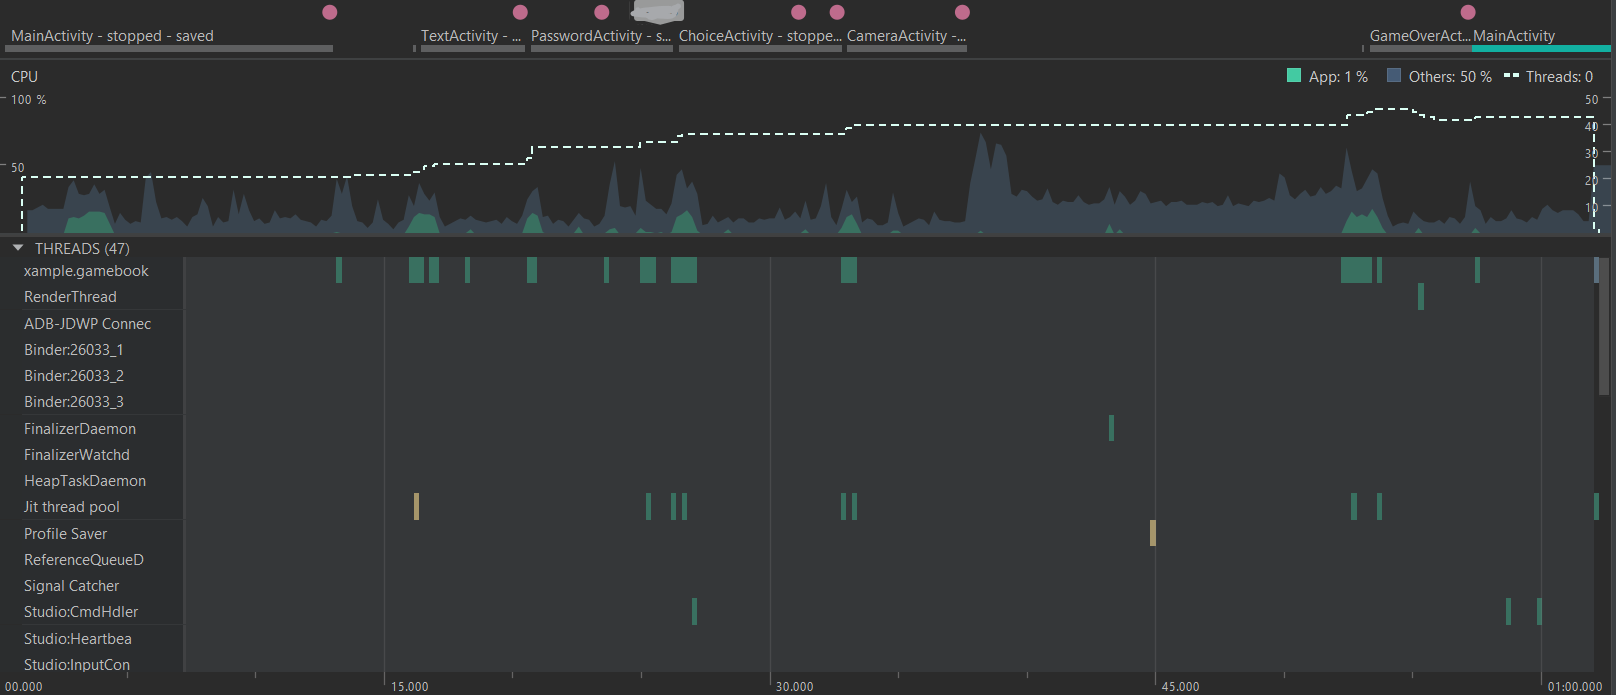 MainActivity - stopped - saved
TextActivity - ...
PasswordActivity - s...
ChoiceActivity - stoppe...
CameraActivity -...
GameOverAct...
MainActivity
CPU
App: 1 %
Others: 50 %
Threads: 0
100 %
50
50
40
30
20
10
THREADS (47)
xample.gamebook
RenderThread
ADB-JDWP Connec
Binder:26033_1
Binder:26033_2
Binder:26033_3
FinalizerDaemon
FinalizerWatchd
HeapTaskDaemon
Jit thread pool
Profile Saver
ReferenceQueueD
Signal Catcher
Studio:CmdHdler
Studio:Heartbea
Studio:InputCon
00.000
15.000
30.000
45.000
01:00.000